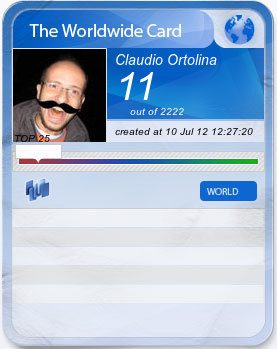 The Worldwide Card
Claudio Ortolina
11
out of 2222
created at 10 Jul 12 12:27:20
TOP 25
WORLD